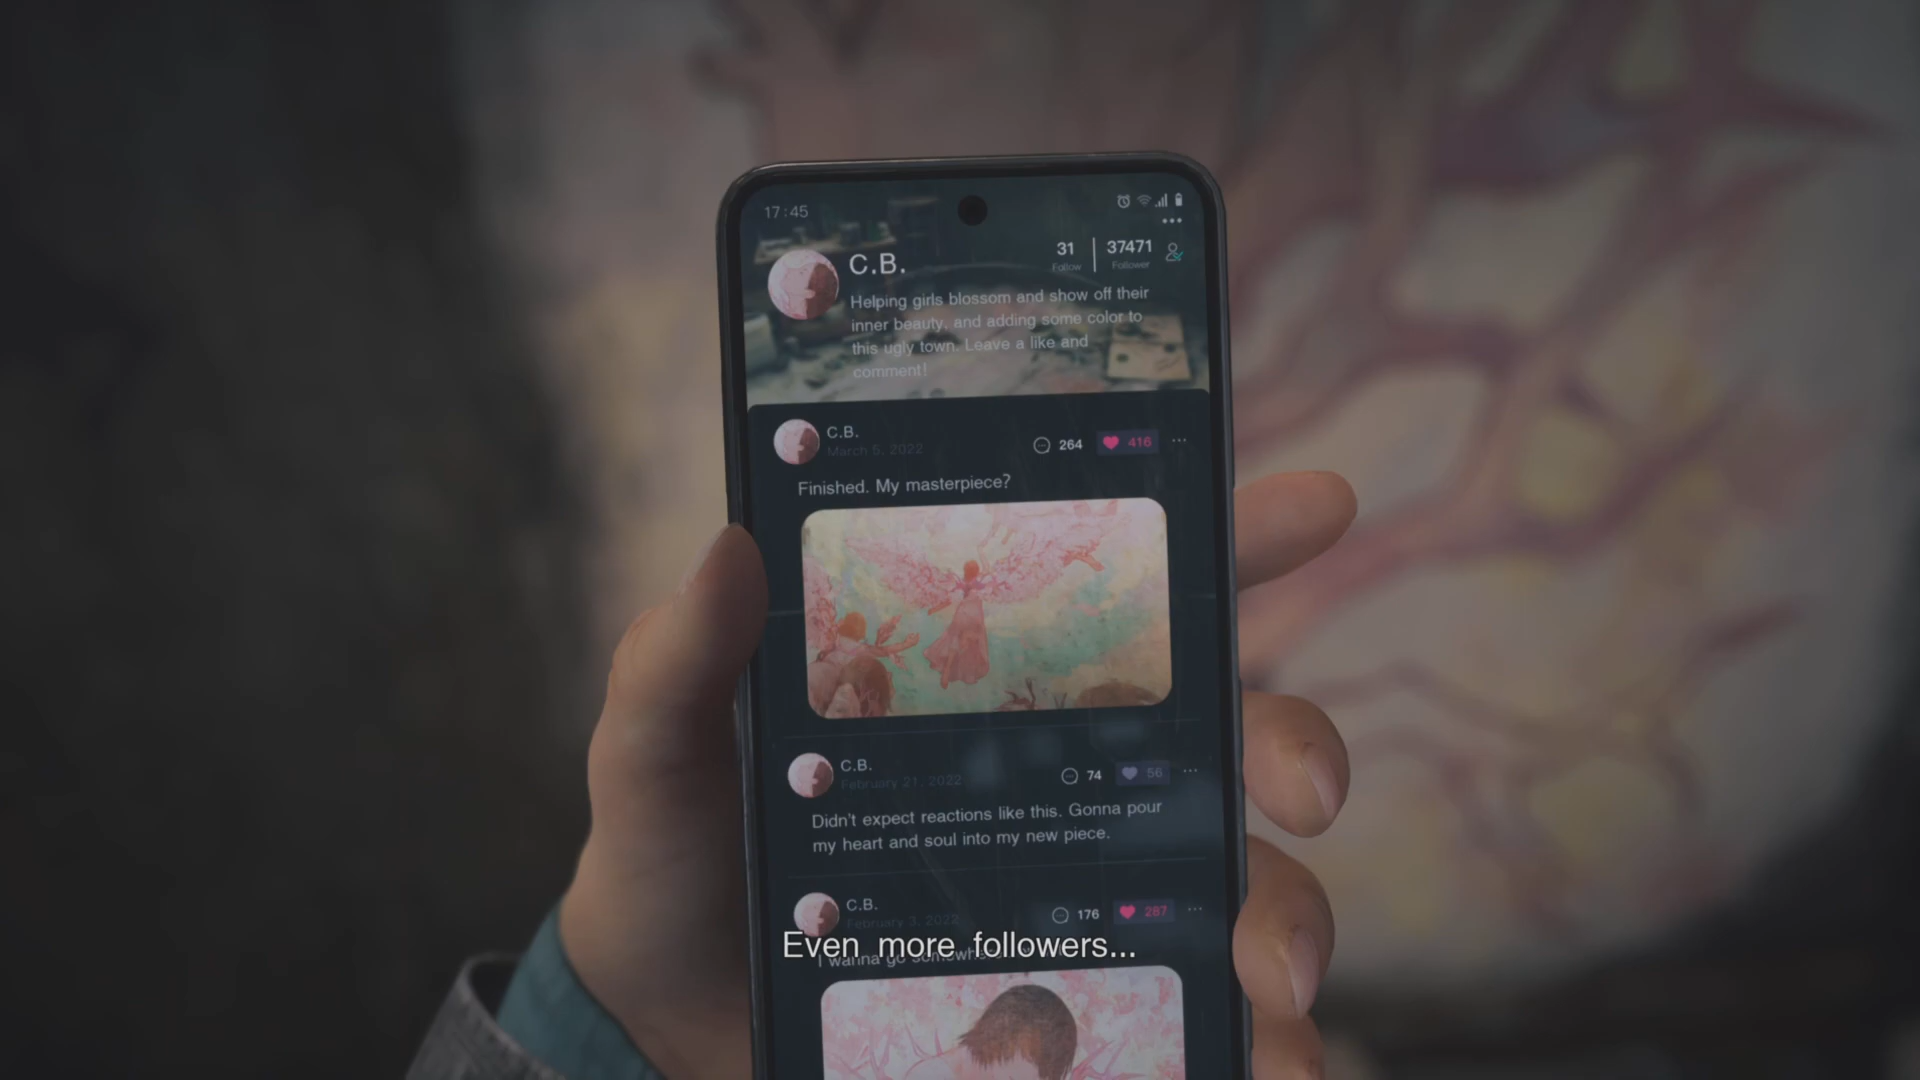 17:45
C.B.
31
Follow
37471
Follower
Helping girls blossom and show off their
inner beauty, and adding some color to
this ugly town. Leave a like and
comment!
C.B.
March 5, 2022
264
416
Finished. My masterpiece?
C.B.
February 21, 2022
74
56
Didn't expect reactions like this. Gonna pour
my heart and soul into my new piece.
C.B.
February 3, 2022
176
287
I wanna go
Even more followers...